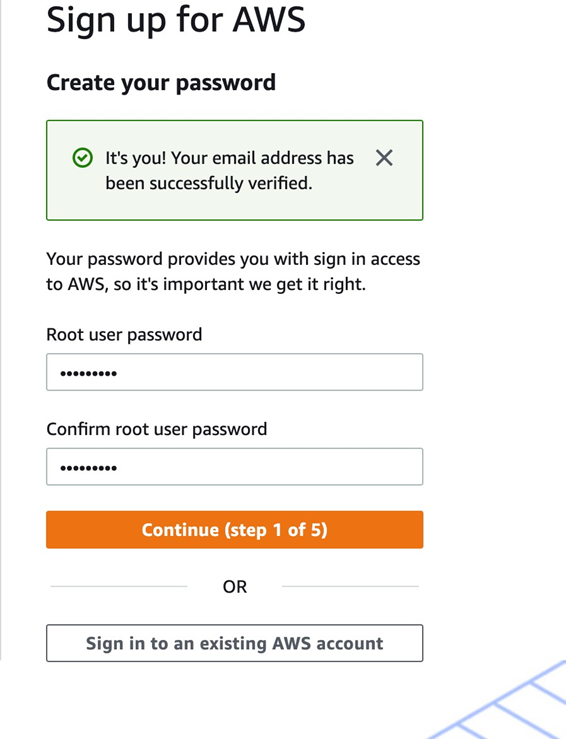 Sign up for AWS
Create your password
It's you! Your email address has
been successfully verified.
Your password provides you with sign in access
to AWS, so it's important we get it right.
Root user password
•••••••••
Confirm root user password
•••••••••
Continue (step 1 of 5)
OR
Sign in to an existing AWS account